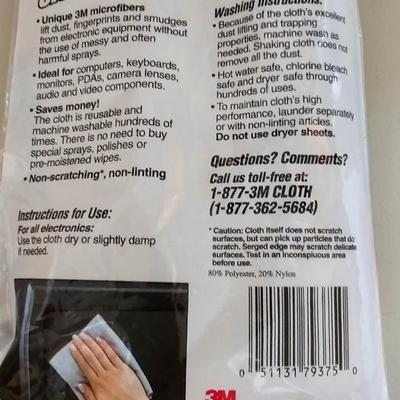 • Unique 3M microfibers
lift dust, fingerprints and smudges
from electronic equipment without
the use of messy and often
harmful sprays.
• Ideal for computers, keyboards,
monitors, PDAs, camera lenses,
audio and video components.
• Saves money!
The cloth is reusable and
machine washable hundreds of
times. There is no need to buy
special sprays, polishes or
pre-moistened wipes.
• Non-scratching*, non-linting
Instructions for Use:
For all electronics:
Use the cloth dry or slightly damp
if needed.
Washing Instructions:
• Because of the cloth's excellent
dust lifting and trapping
properties, machine wash as
needed. Shaking cloth does not
remove all the dust.
• Hot water safe, chlorine bleach
safe and dryer safe through
hundreds of uses.
• To maintain cloth's high
performance, launder separately
or with non-linting articles.
Do not use dryer sheets.
Questions? Comments?
Call us toll-free at:
1-877-3M CLOTH
(1-877-362-5684)
* Caution: Cloth itself does not scratch
surfaces, but can pick up particles that do
scratch. Serged edge may scratch delicate
surfaces. Test in an inconspicuous area
before use.
80% Polyester, 20% Nylon
0 51131 79375 0
3M